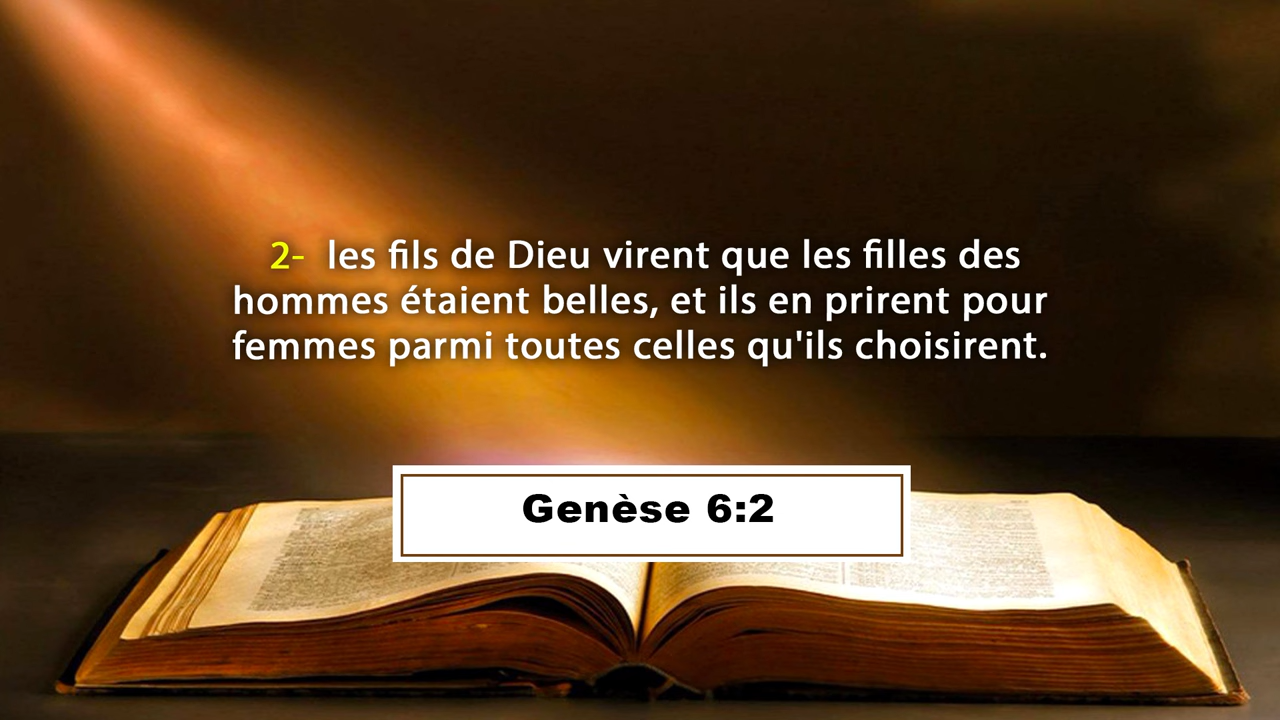 2- les fils de Dieu virent que les filles des
hommes étaient belles, et ils en prirent pour
femmes parmi toutes celles qu'ils choisirent.
Genèse 6:2